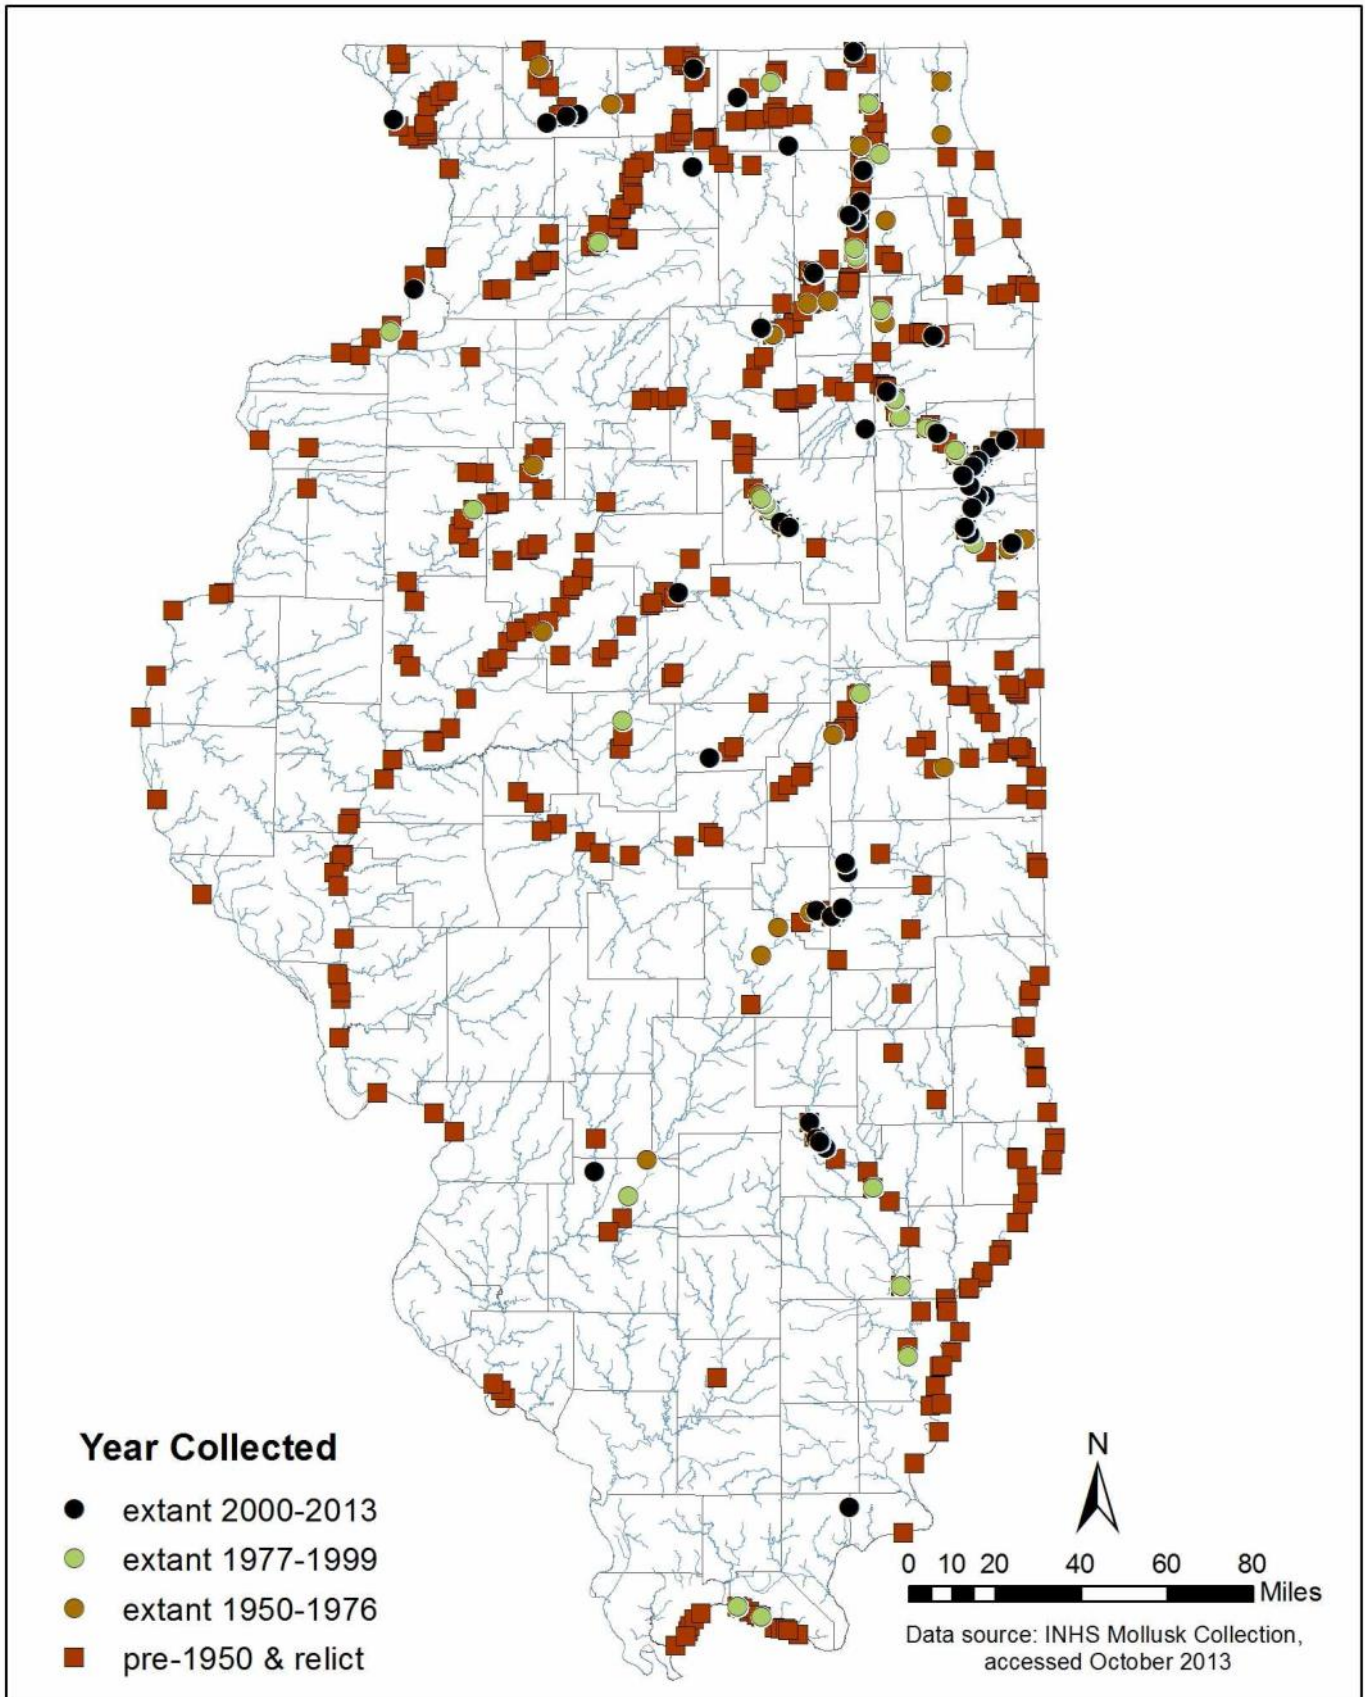 Year Collected
extant 2000-2013
extant 1977-1999
extant 1950-1976
pre-1950 & relict
N
0 10 20 40 60 80
Miles
Data source: INHS Mollusk Collection,
accessed October 2013